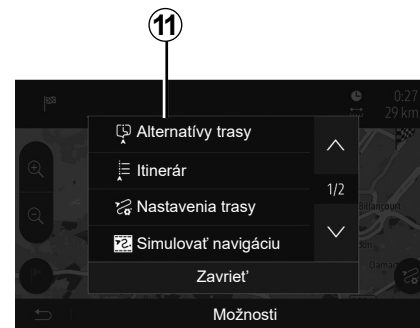 11
0:27
29 km
Alternatívy trasy
Itinerár
1/2
Nastavenia trasy
Simulovať navigáciu
Zavrieť
Možnosti